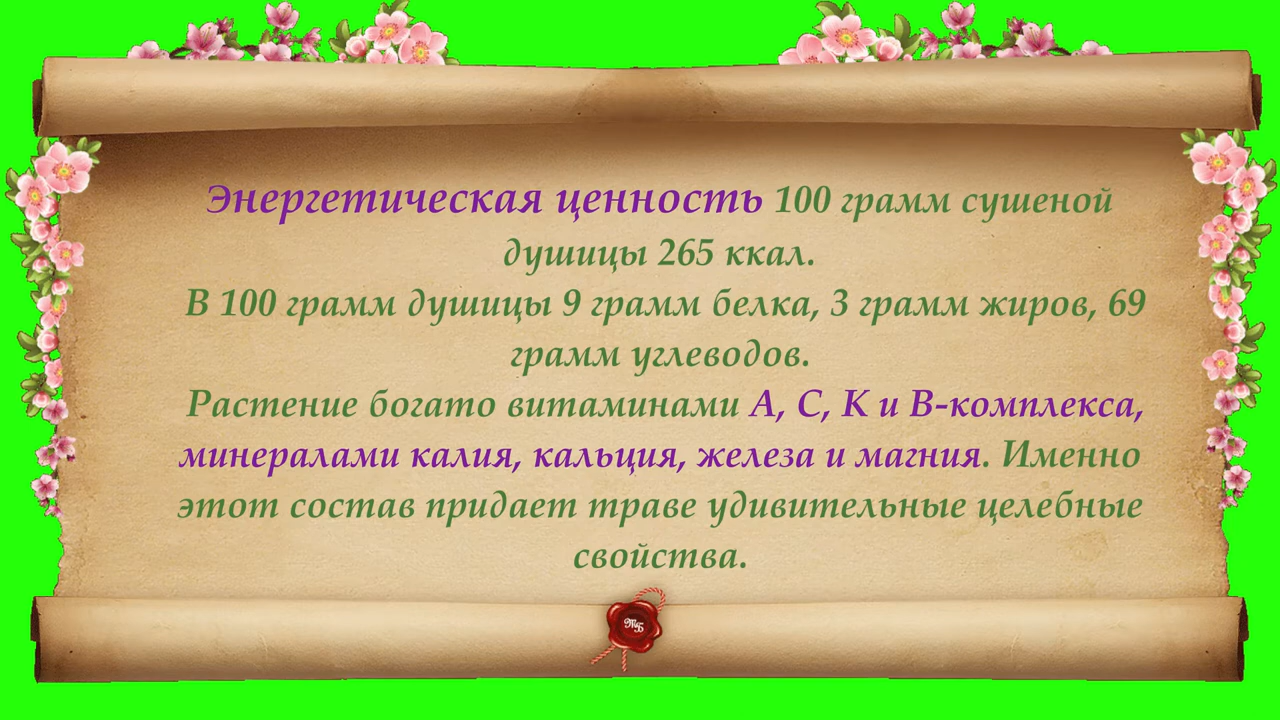 Энергетическая ценность 100 грамм сушеной
душицы 265 ккал.
В 100 грамм душицы 9 грамм белка, 3 грамм жиров, 69
грамм углеводов.
Растение богато витаминами А, С, К и В-комплекса,
минералами калия, кальция, железа и магния. Именно
этот состав придает траве удивительные целебные
свойства.
ТБ